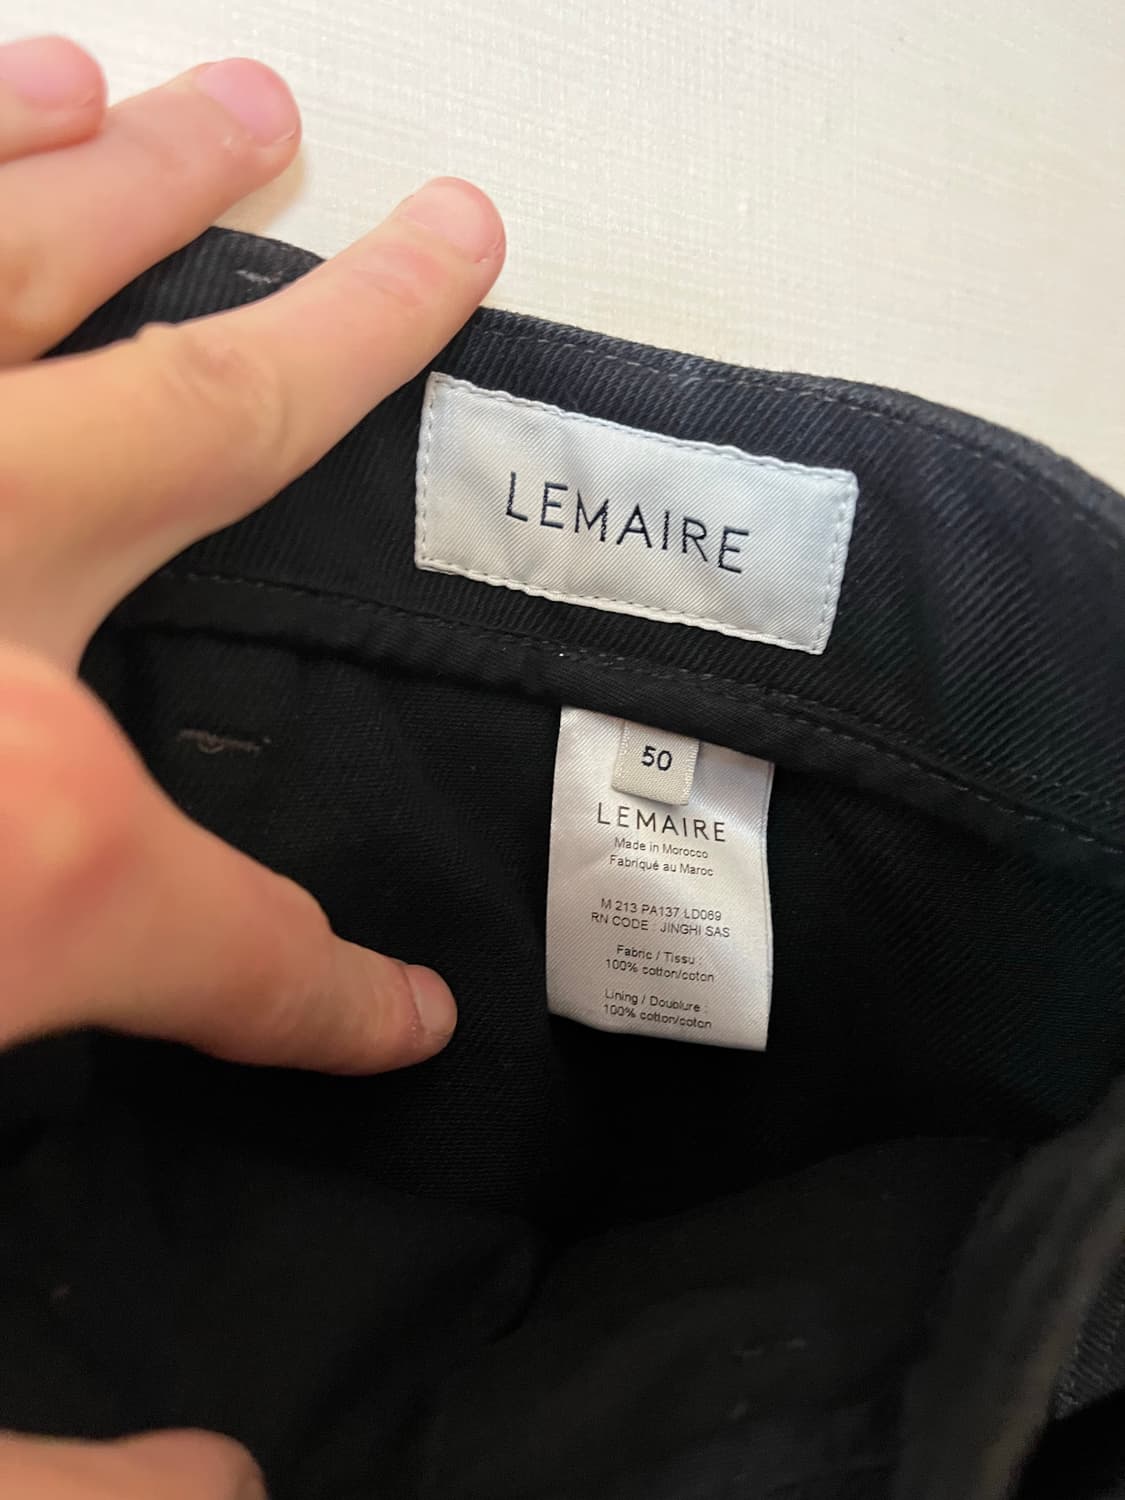 LEMAIRE
50
LEMAIRE
Made in Morocco
Fabriqué au Maroc
M 213 PA137 LD069
RN CODE : JINGHI SAS
Fabric / Tissu :
100% cotton/coton
Lining / Doublure :
100% cotton/coton